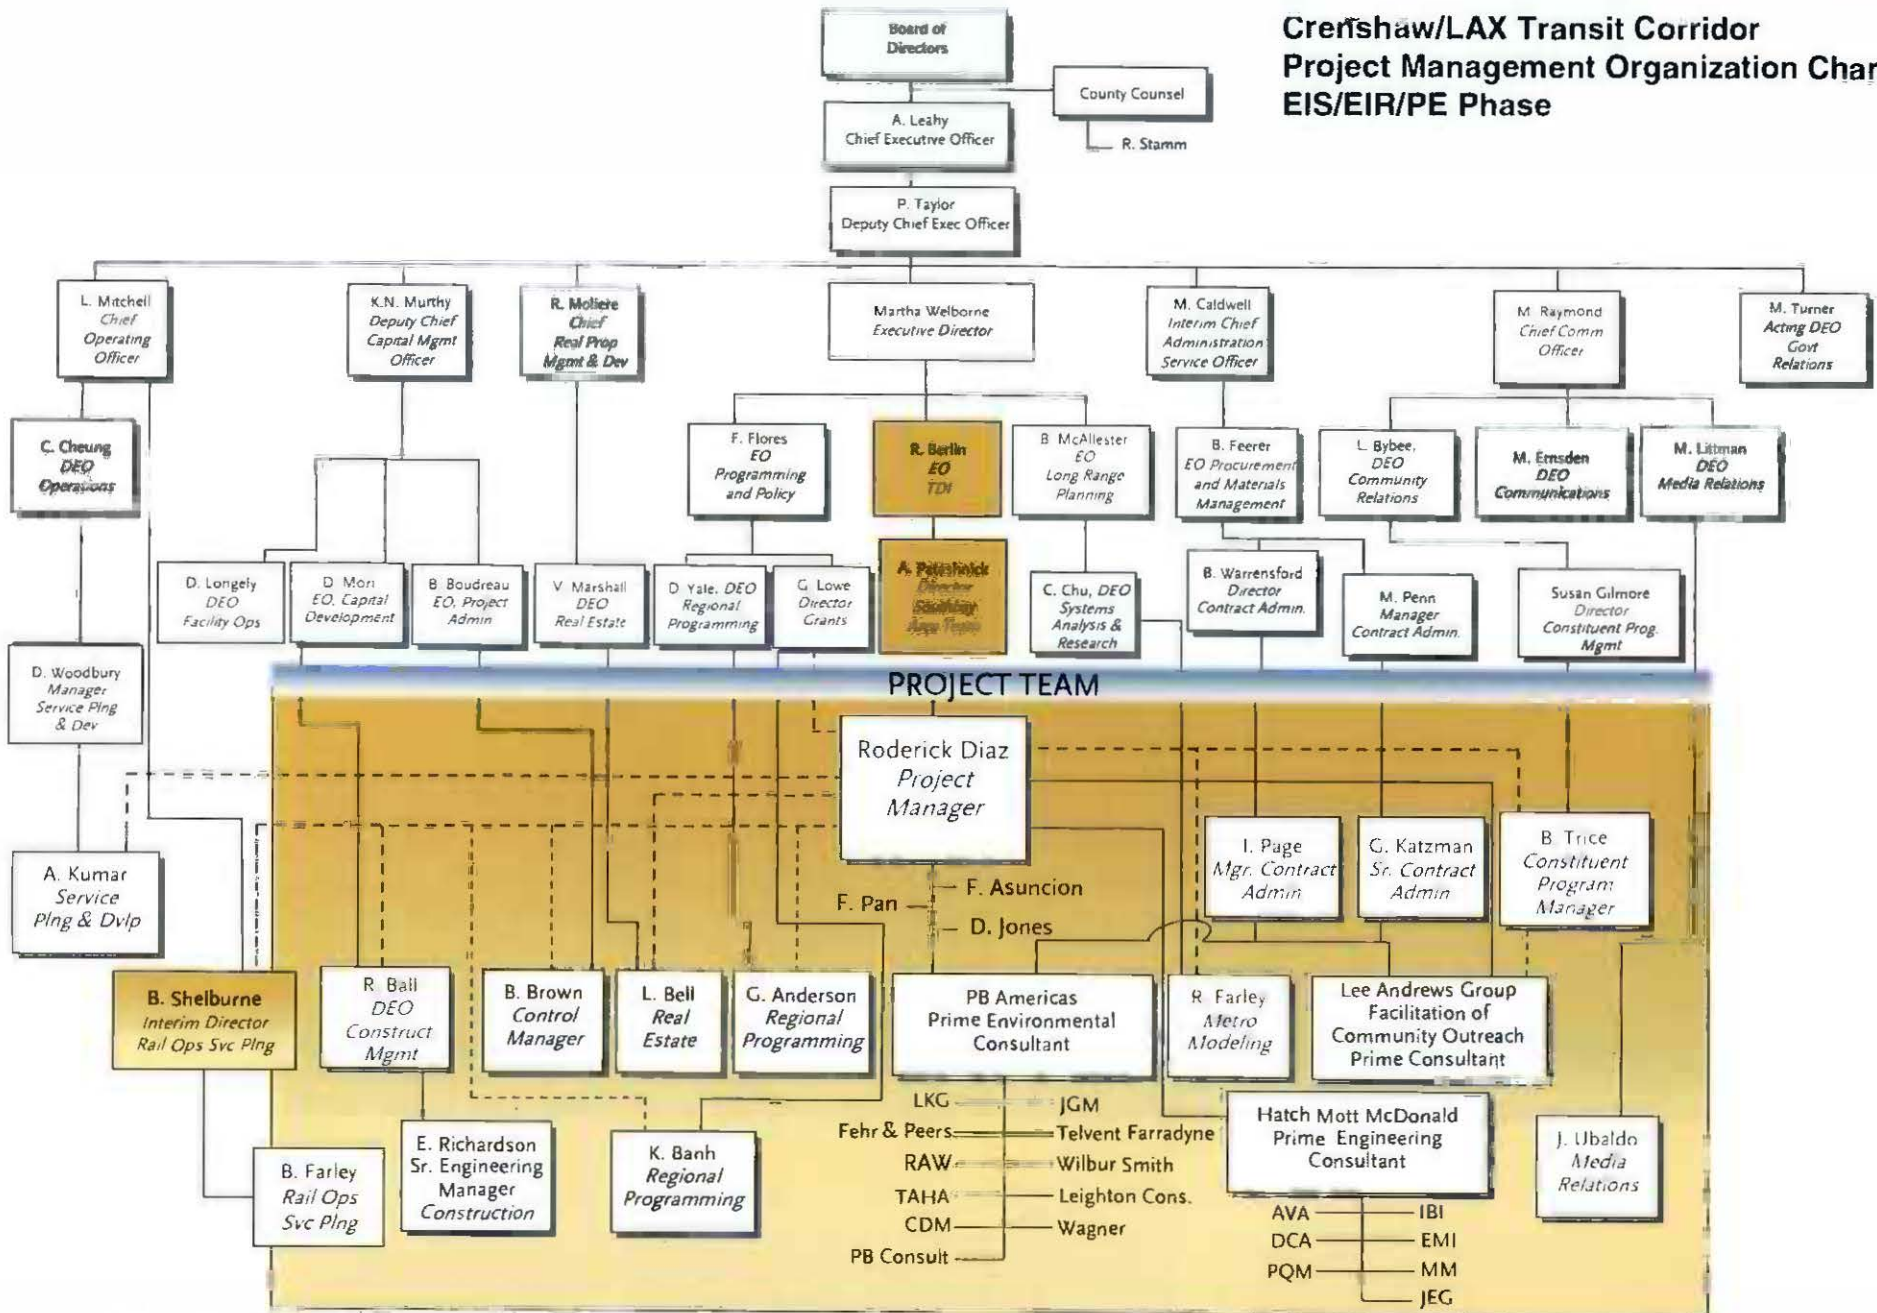 Crenshaw/LAX Transit Corridor
Project Management Organization Char
EIS/EIR/PE Phase
Board of
Directors
County Counsel
R. Stamm
A. Leahy
Chief Executive Officer
P. Taylor
Deputy Chief Exec Officer
L. Mitchell
Chief
Operating
Officer
K.N. Murthy
Deputy Chief
Capital Mgmt
Officer
R. Moliere
Chief
Real Prop
Mgmt & Dev
Martha Welborne
Executive Director
M. Caldwell
Interim Chief
Administration
Service Officer
M. Raymond
Chief Comm
Officer
M. Turner
Acting DEO
Govt
Relations
C. Cheung
DEO
Operations
F. Flores
EO
Programming
and Policy
R. Berlin
EO
TDI
B. McAllester
EO
Long Range
Planning
B. Feerer
EO Procurement
and Materials
Management
L. Bybee,
DEO
Community
Relations
M. Emsden
DEO
Communications
M. Littman
DEO
Media Relations
D. Longely
DEO
Facility Ops
D. Mori
EO, Capital
Development
B. Boudreau
EO, Project
Admin
V. Marshall
DEO
Real Estate
D. Yale, DEO
Regional
Programming
G. Lowe
Director
Grants
A. Pateshnick
Director
Southbay
Area Team
C. Chu, DEO
Systems
Analysis &
Research
B. Warrensford
Director
Contract Admin.
M. Penn
Manager
Contract Admin.
Susan Gilmore
Director
Constituent Prog.
Mgmt
D. Woodbury
Manager
Service Plng
& Dev
PROJECT TEAM
Roderick Diaz
Project
Manager
A. Kumar
Service
Plng & Dvlp
I. Page
Mgr. Contract
Admin
G. Katzman
Sr. Contract
Admin
B. Trice
Constituent
Program
Manager
F. Asuncion
F. Pan
D. Jones
B. Shelburne
Interim Director
Rail Ops Svc Plng
R. Ball
DEO
Construct
Mgmt
B. Brown
Control
Manager
L. Bell
Real
Estate
G. Anderson
Regional
Programming
PB Americas
Prime Environmental
Consultant
R. Farley
Metro
Modeling
Lee Andrews Group
Facilitation of
Community Outreach
Prime Consultant
B. Farley
Rail Ops
Svc Plng
E. Richardson
Sr. Engineering
Manager
Construction
K. Banh
Regional
Programming
LKG
JGM
Fehr & Peers
Telvent Farradyne
RAW
Wilbur Smith
TAHA
Leighton Cons.
CDM
Wagner
PB Consult
Hatch Mott McDonald
Prime Engineering
Consultant
AVA
IBI
DCA
EMI
PQM
MM
JEG
J. Ubaldo
Media
Relations